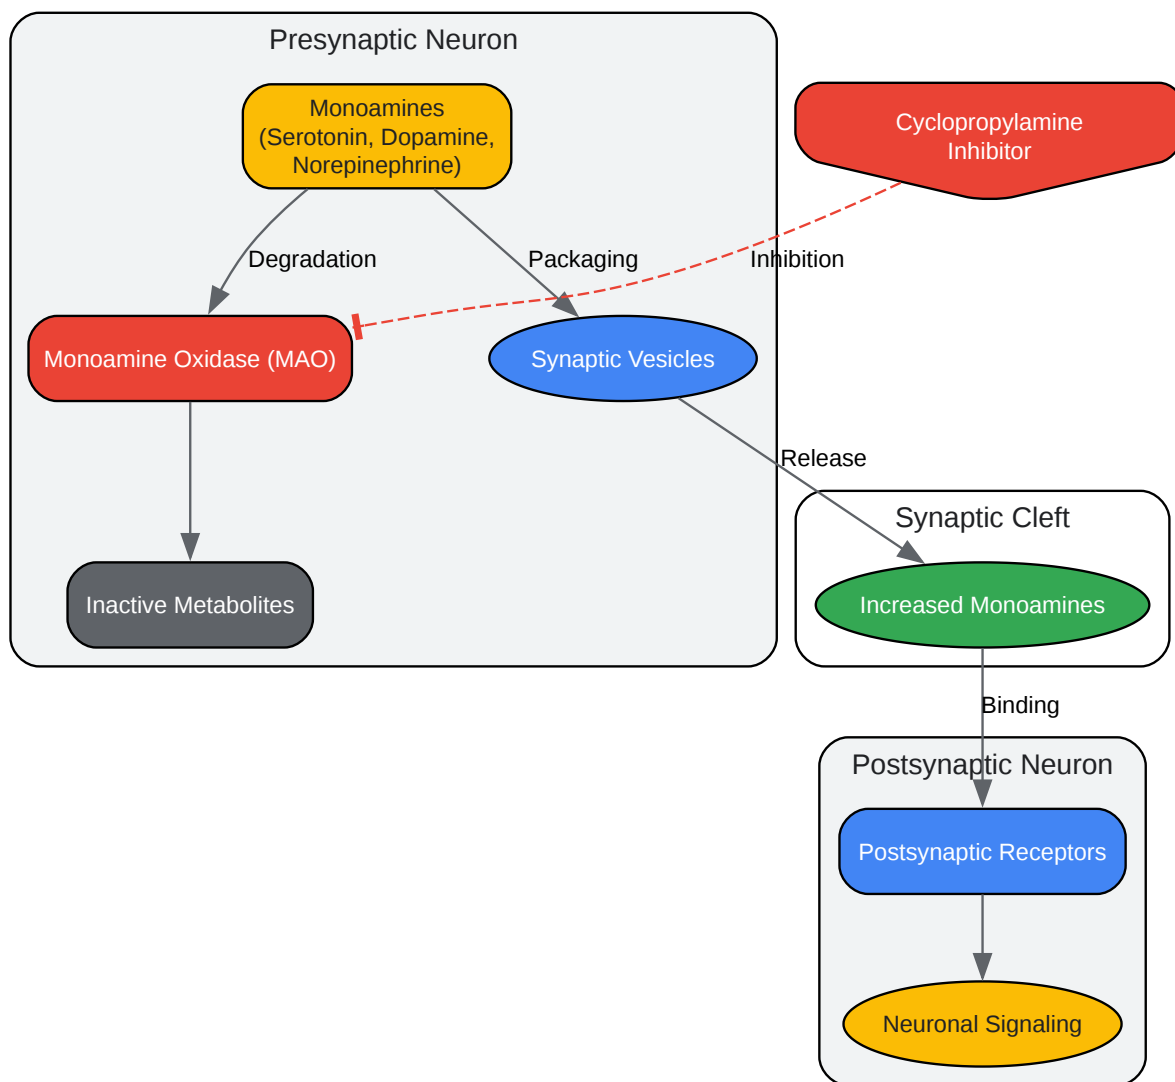 Presynaptic Neuron
Monoamines
(Serotonin, Dopamine,
Norepinephrine)
Cyclopropylamine
Inhibitor
Degradation
Packaging
Inhibition
Monoamine Oxidase (MAO)
Synaptic Vesicles
Release
Synaptic Cleft
Inactive Metabolites
Increased Monoamines
Binding
Postsynaptic Neuron
Postsynaptic Receptors
Neuronal Signaling